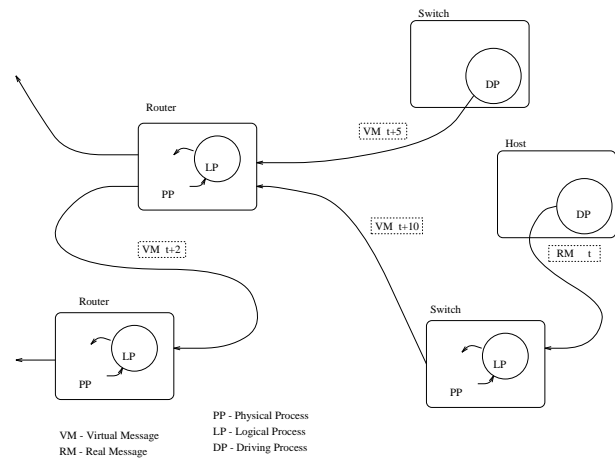 Switch
DP
Router
VM t+5
Host
LP
PP
DP
VM t+10
VM t+2
RM t
Router
Switch
LP
PP
LP
PP
PP - Physical Process
LP - Logical Process
DP - Driving Process
VM - Virtual Message
RM - Real Message